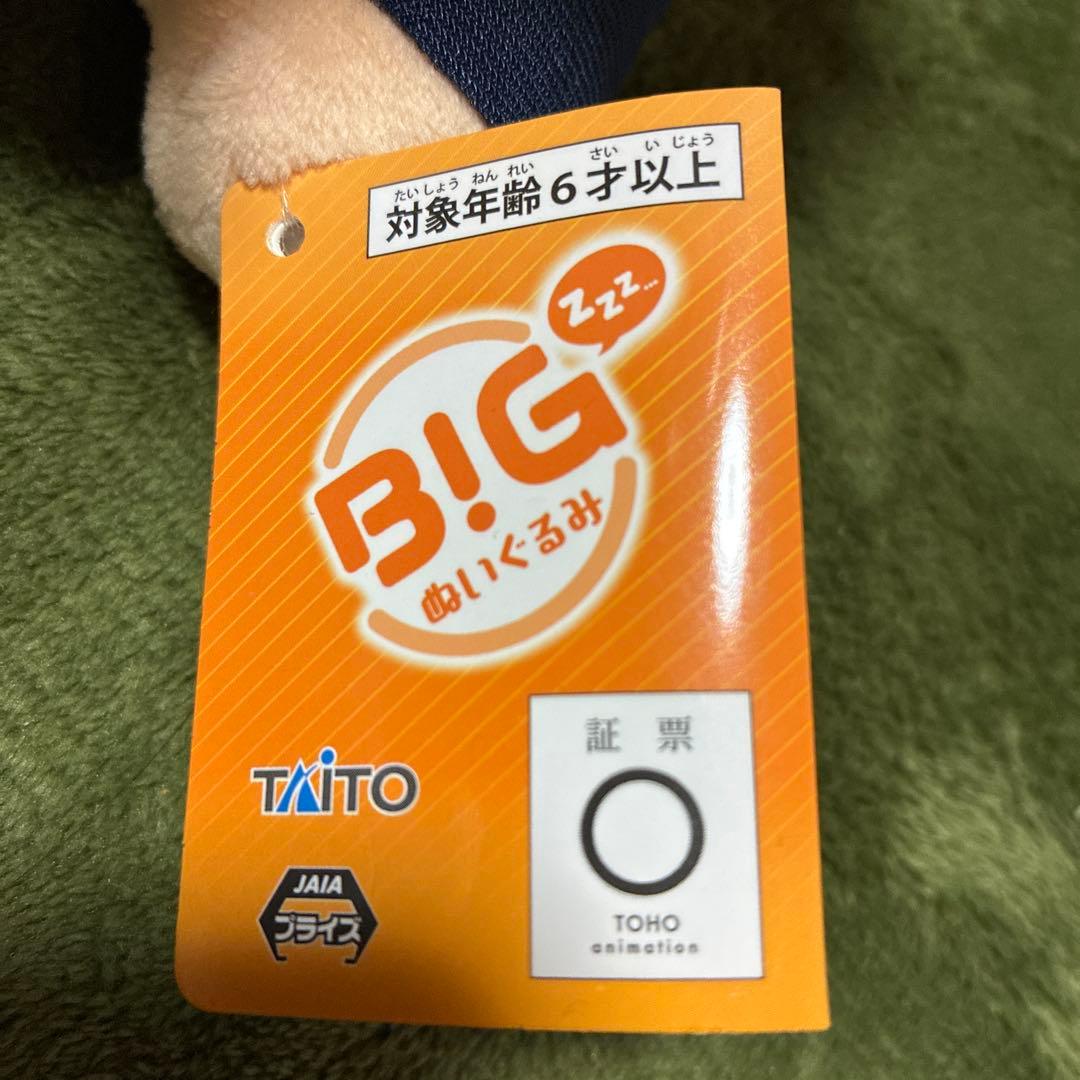 たいしょう ねん れい さい い じょう
対象年齢6才以上
zzz...
B!G
ぬいぐるみ
TAiTO
JAIA
プライズ
証 票
TOHO
animation